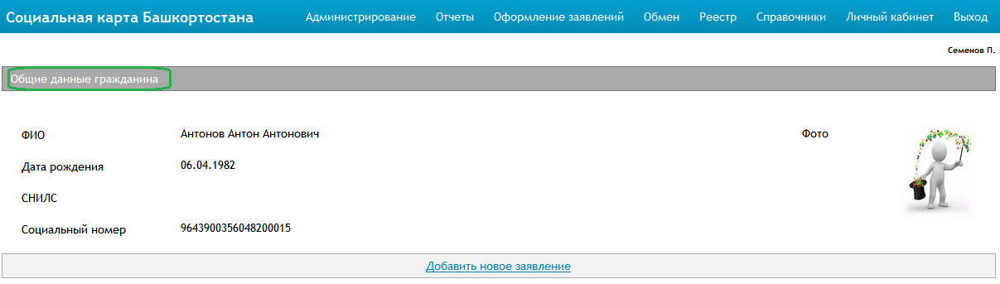 Социальная карта Башкортостана Администрирование Отчеты Оформление заявлений Обмен Реестр Справочники Личный кабинет Выход
Семенов П.
Общие данные гражданина
ФИО Антонов Антон Антонович Фото
Дата рождения 06.04.1982
СНИЛС
Социальный номер 9643900356048200015
Добавить новое заявление